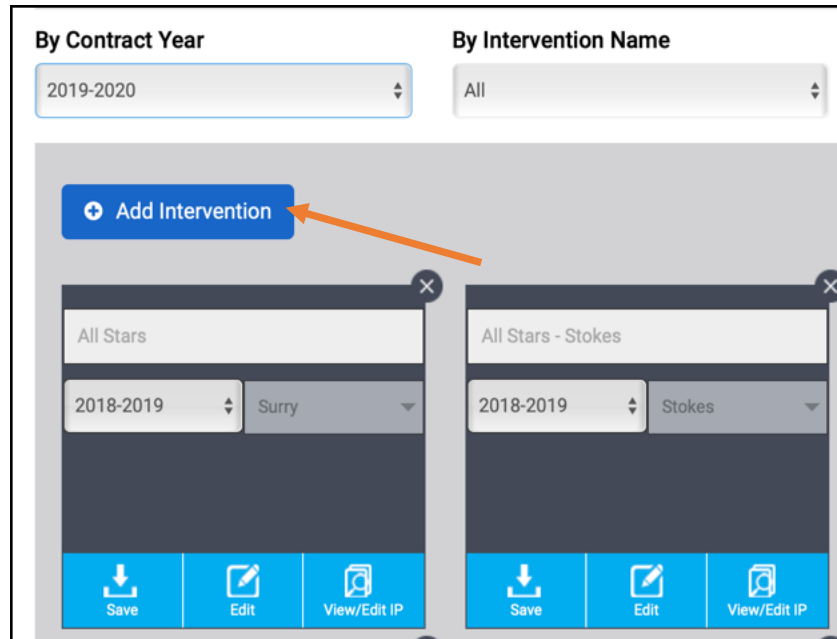 By Contract Year
By Intervention Name
2019-2020
All
Add Intervention
All Stars
All Stars - Stokes
2018-2019
Surry
2018-2019
Stokes
Save
Edit
View/Edit IP
Save
Edit
View/Edit IP